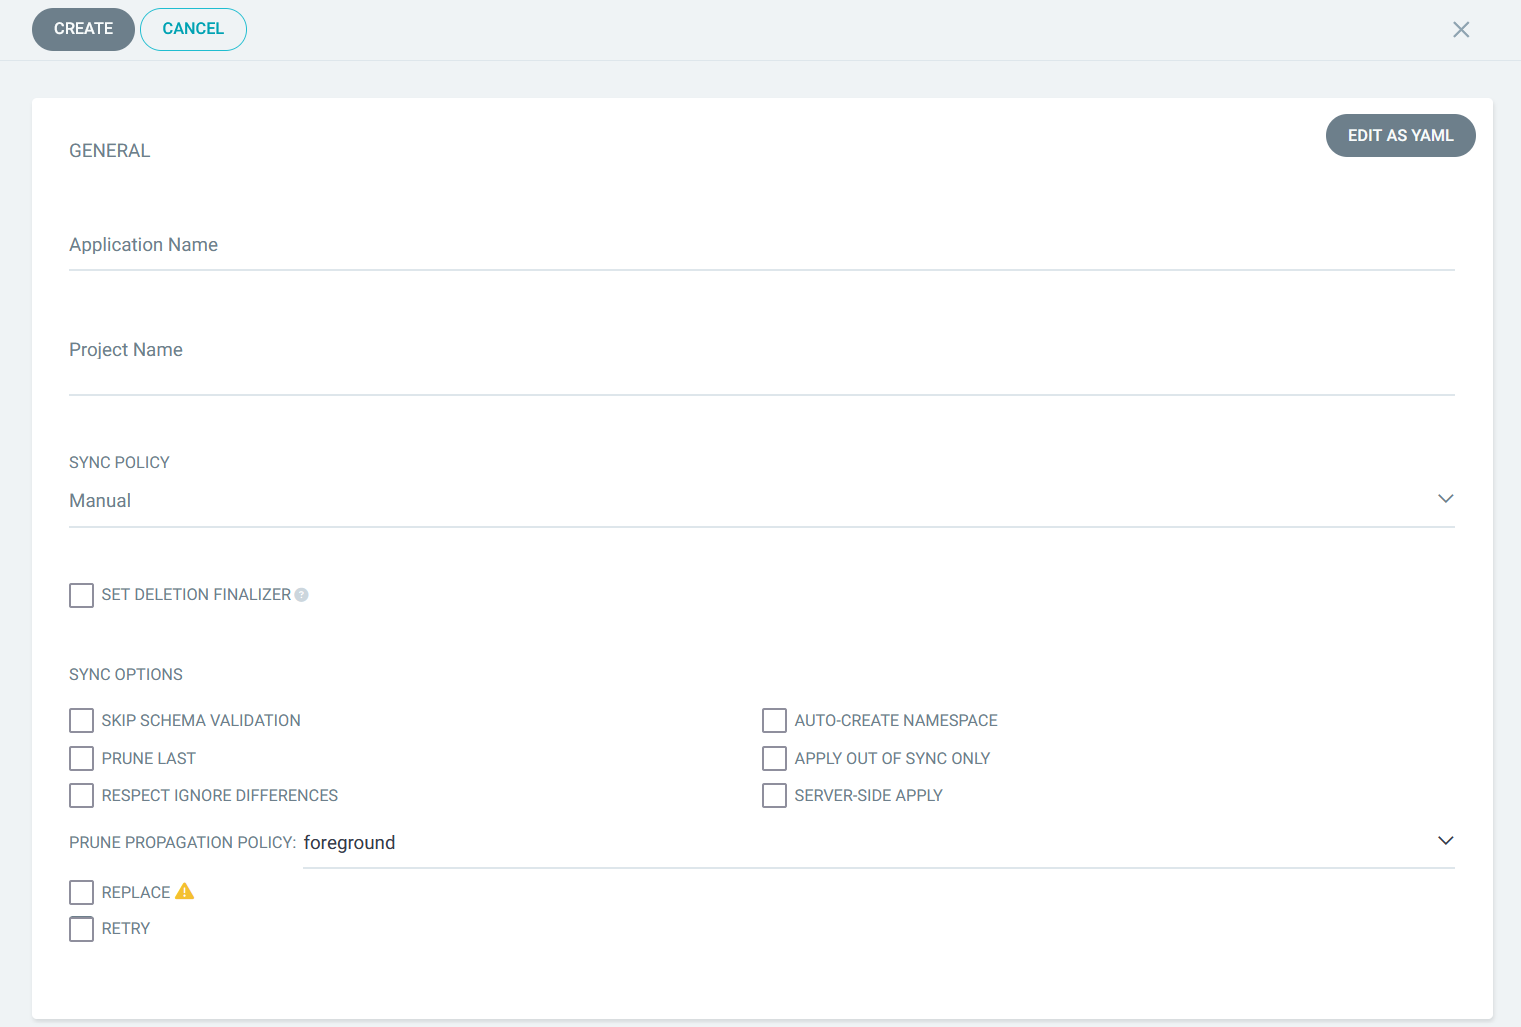 CREATE CANCEL
EDIT AS YAML
GENERAL
Application Name
Project Name
SYNC POLICY
Manual
SET DELETION FINALIZER ?
SYNC OPTIONS
SKIP SCHEMA VALIDATION AUTO-CREATE NAMESPACE
PRUNE LAST APPLY OUT OF SYNC ONLY
RESPECT IGNORE DIFFERENCES SERVER-SIDE APPLY
PRUNE PROPAGATION POLICY: foreground
REPLACE
RETRY